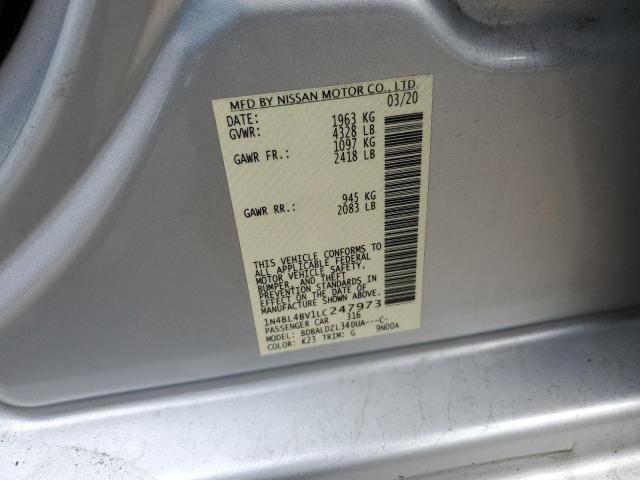 MFD BY NISSAN MOTOR CO., LTD.
DATE: 03/20
GVWR: 1963 KG
4328 LB
GAWR FR.: 1097 KG
2418 LB
GAWR RR.: 945 KG
2083 LB
THIS VEHICLE CONFORMS TO
ALL APPLICABLE FEDERAL
MOTOR VEHICLE SAFETY,
BUMPER, AND THEFT
PREVENTION STANDARDS IN
EFFECT ON THE DATE OF
MANUFACTURE SHOWN ABOVE.
1N4BL4BV1LC247973
PASSENGER CAR 316
MODEL: BDBALDZL34DUA---C-
COLOR: K23 TRIM: G 9N00A